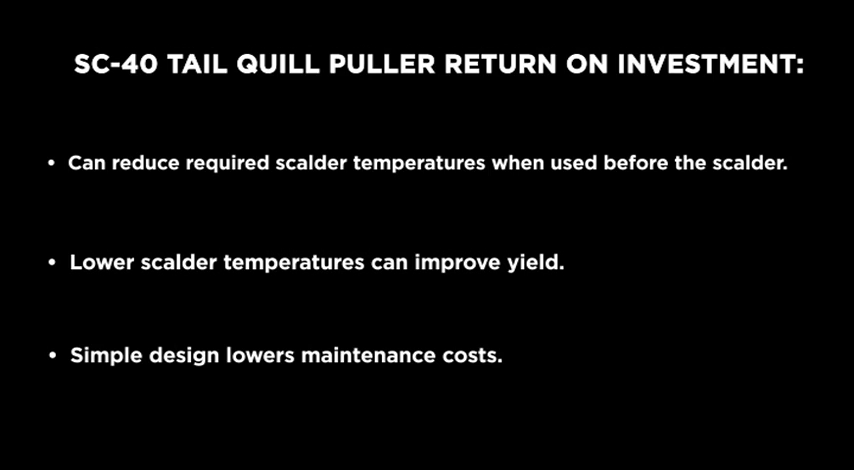 SC-40 TAIL QUILL PULLER RETURN ON INVESTMENT:
• Can reduce required scalder temperatures when used before the scalder.
• Lower scalder temperatures can improve yield.
• Simple design lowers maintenance costs.